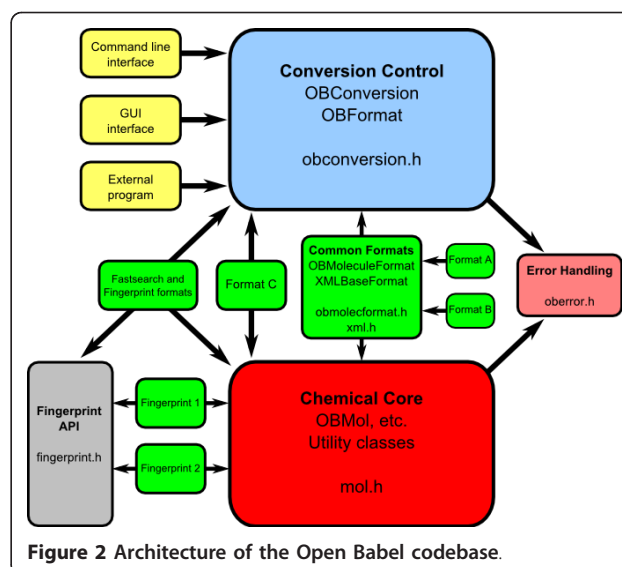 Command line
interface
Conversion Control
OBConversion
OBFormat
obconversion.h
GUI
interface
External
program
Fastsearch and
Fingerprint formats
Format C
Common Formats
OBMoleculeFormat
XMLBaseFormat
obmolecformat.h
xml.h
Format A
Format B
Error Handling
oberror.h
Fingerprint
API
fingerprint.h
Fingerprint 1
Fingerprint 2
Chemical Core
OBMol, etc.
Utility classes
mol.h
Figure 2 Architecture of the Open Babel codebase.